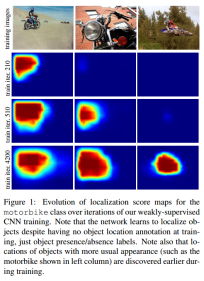 training images
train iter. 210
train iter. 510
train iter. 4200
Figure 1: Evolution of localization score maps for the
motorbike class over iterations of our weakly-supervised
CNN training. Note that the network learns to localize ob-
jects despite having no object location annotation at train-
ing, just object presence/absence labels. Note also that lo-
cations of objects with more usual appearance (such as the
motorbike shown in left column) are discovered earlier dur-
ing training.